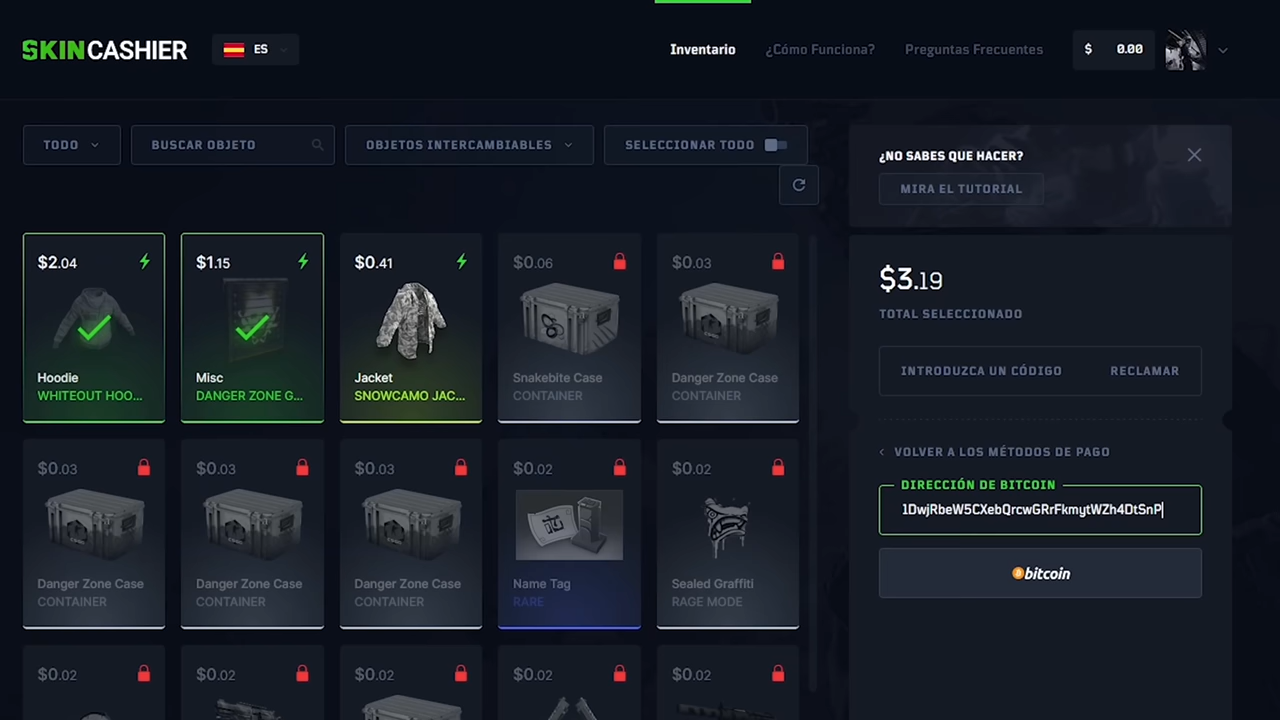 SKINCASHIER
ES
Inventario
¿Cómo Funciona?
Preguntas Frecuentes
$ 0.00
TODO
BUSCAR OBJETO
OBJETOS INTERCAMBIABLES
SELECCIONAR TODO
¿NO SABES QUE HACER?
MIRA EL TUTORIAL
$2.04
Hoodie
WHITEOUT HOO...
$1.15
Misc
DANGER ZONE G...
$0.41
Jacket
SNOWCAMO JAC...
$0.06
Snakebite Case
CONTAINER
$0.03
Danger Zone Case
CONTAINER
$0.03
Danger Zone Case
CONTAINER
$0.03
Danger Zone Case
CONTAINER
$0.03
Danger Zone Case
CONTAINER
$0.02
Name Tag
RARE
$0.02
Sealed Graffiti
RAGE MODE
$0.02
$0.02
$0.02
$0.02
$0.02
$3.19
TOTAL SELECCIONADO
INTRODUZCA UN CÓDIGO
RECLAMAR
VOLVER A LOS MÉTODOS DE PAGO
DIRECCIÓN DE BITCOIN
1DwjRbeW5CXebQrcwGRrFkmytWZh4DtSnP
bitcoin